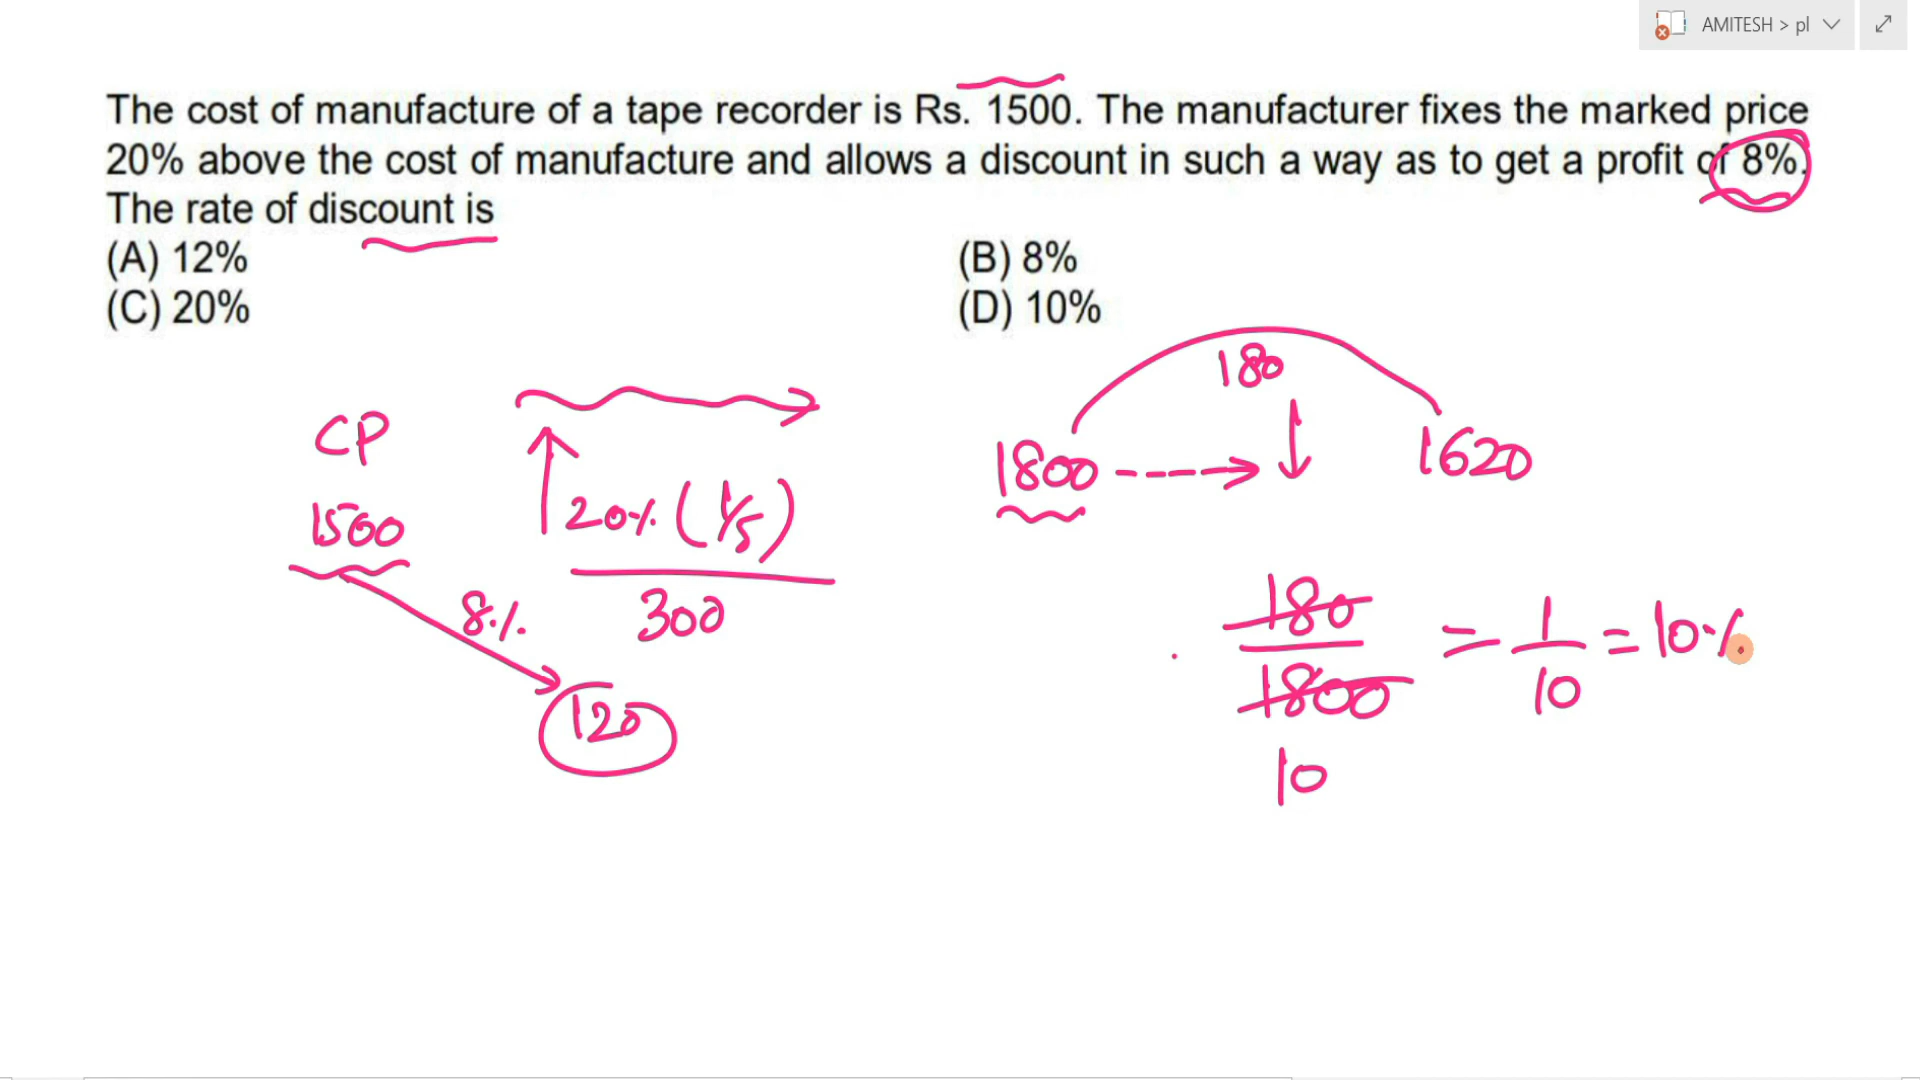 AMITESH > pl
The cost of manufacture of a tape recorder is Rs. 1500. The manufacturer fixes the marked price
20% above the cost of manufacture and allows a discount in such a way as to get a profit of 8%.
The rate of discount is
(A) 12% (B) 8%
(C) 20% (D) 10%
180
CP
1800 1620
1500 20% (1/5)
8% 300
120
180/1800 = 1/10 = 10%
10